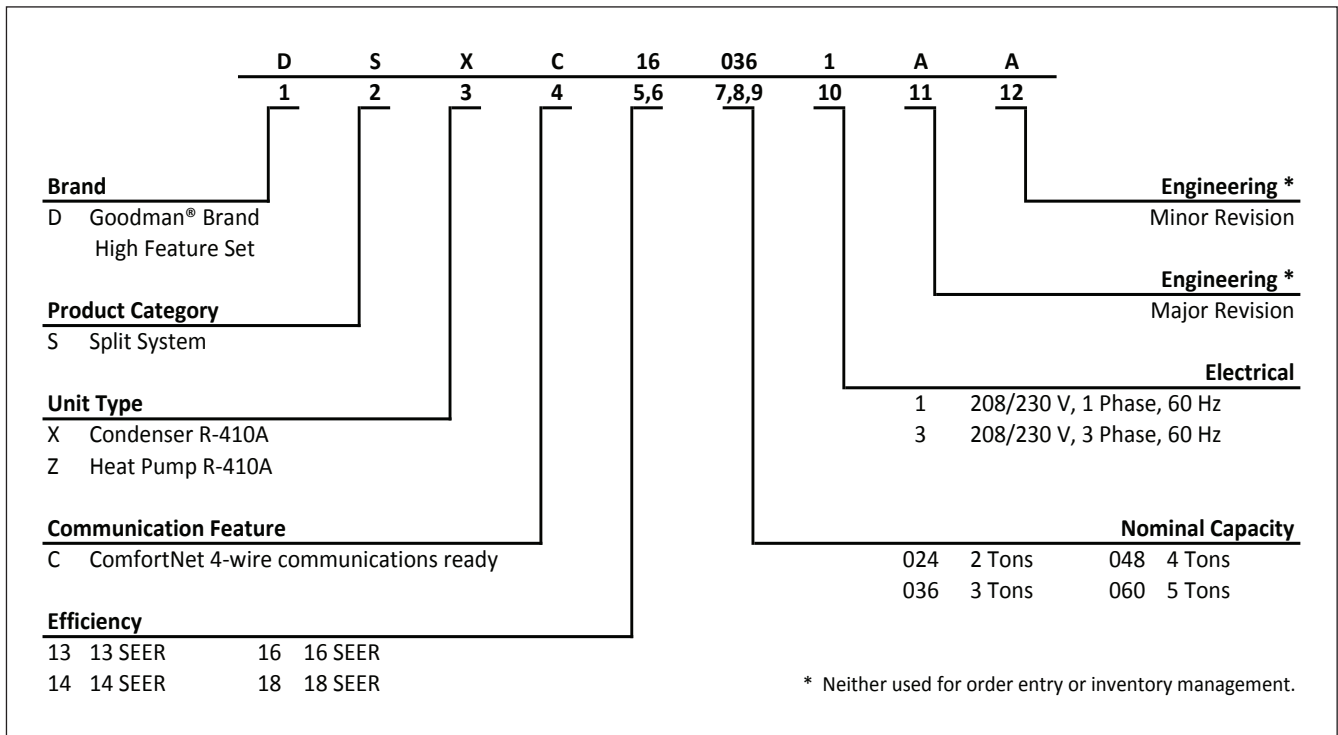 D S X C 16 036 1 A A
1 2 3 4 5,6 7,8,9 10 11 12
Brand
D Goodman® Brand
High Feature Set
Product Category
S Split System
Unit Type
X Condenser R-410A
Z Heat Pump R-410A
Communication Feature
C ComfortNet 4-wire communications ready
Efficiency
13 13 SEER 16 16 SEER
14 14 SEER 18 18 SEER
Engineering *
Minor Revision
Engineering *
Major Revision
Electrical
1 208/230 V, 1 Phase, 60 Hz
3 208/230 V, 3 Phase, 60 Hz
Nominal Capacity
024 2 Tons 048 4 Tons
036 3 Tons 060 5 Tons
* Neither used for order entry or inventory management.